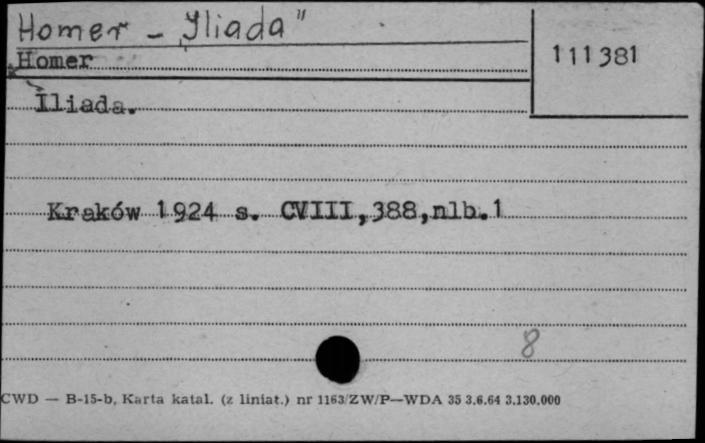 Homer - „Iliada"
111381
Homer
Iliada.
Kraków 1924 s. CVIII,388,nlb.1
8
CWD — B-15-b, Karta katal. (z liniat.) nr 1163/ZW/P—WDA 35 3.6.64 3.130.000